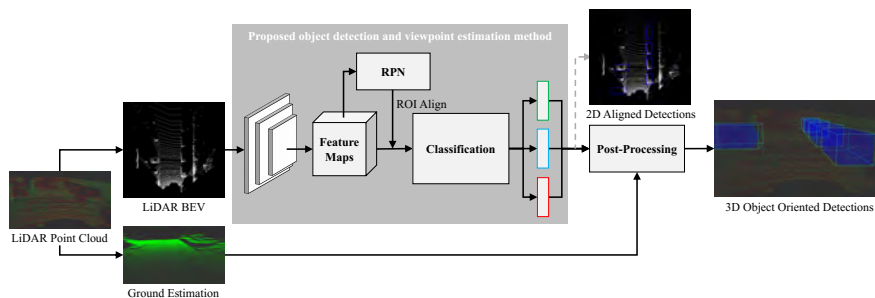 Proposed object detection and viewpoint estimation method
RPN
ROI Align
Feature
Maps
Classification
2D Aligned Detections
Post-Processing
LiDAR BEV
3D Object Oriented Detections
LiDAR Point Cloud
Ground Estimation